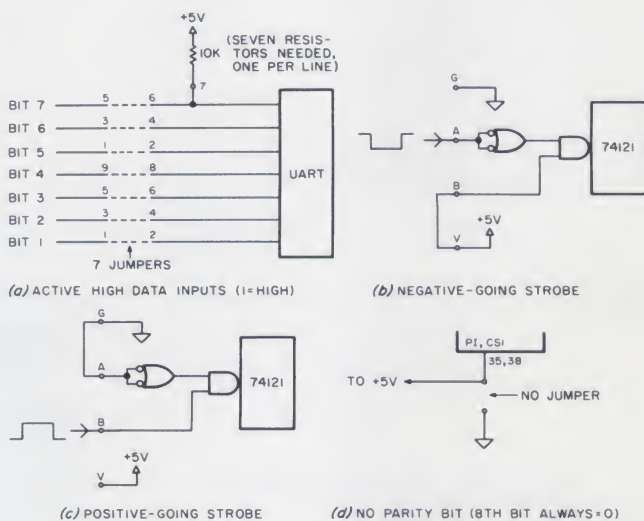 +5V
10K
(SEVEN RESIS-
TORS NEEDED,
ONE PER LINE)
7
BIT 7 5 6
BIT 6 3 4
BIT 5 1 2
BIT 4 9 8
BIT 3 5 6
BIT 2 3 4
BIT 1 1 2
UART
7 JUMPERS
(a) ACTIVE HIGH DATA INPUTS (1=HIGH)
G
A
74121
B
+5V
V
(b) NEGATIVE-GOING STROBE
G
A
74121
B
+5V
V
(c) POSITIVE-GOING STROBE
PI, CS1
35,38
TO +5V
NO JUMPER
(d) NO PARITY BIT (8TH BIT ALWAYS=0)